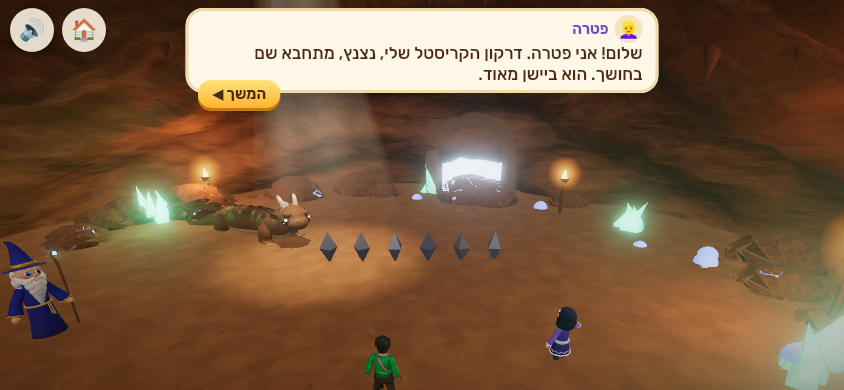 פטרה
שלום! אני פטרה. דרקון הקריסטל שלי, נצנץ, מתחבא שם
בחושך. הוא ביישן מאוד.
המשך ◀